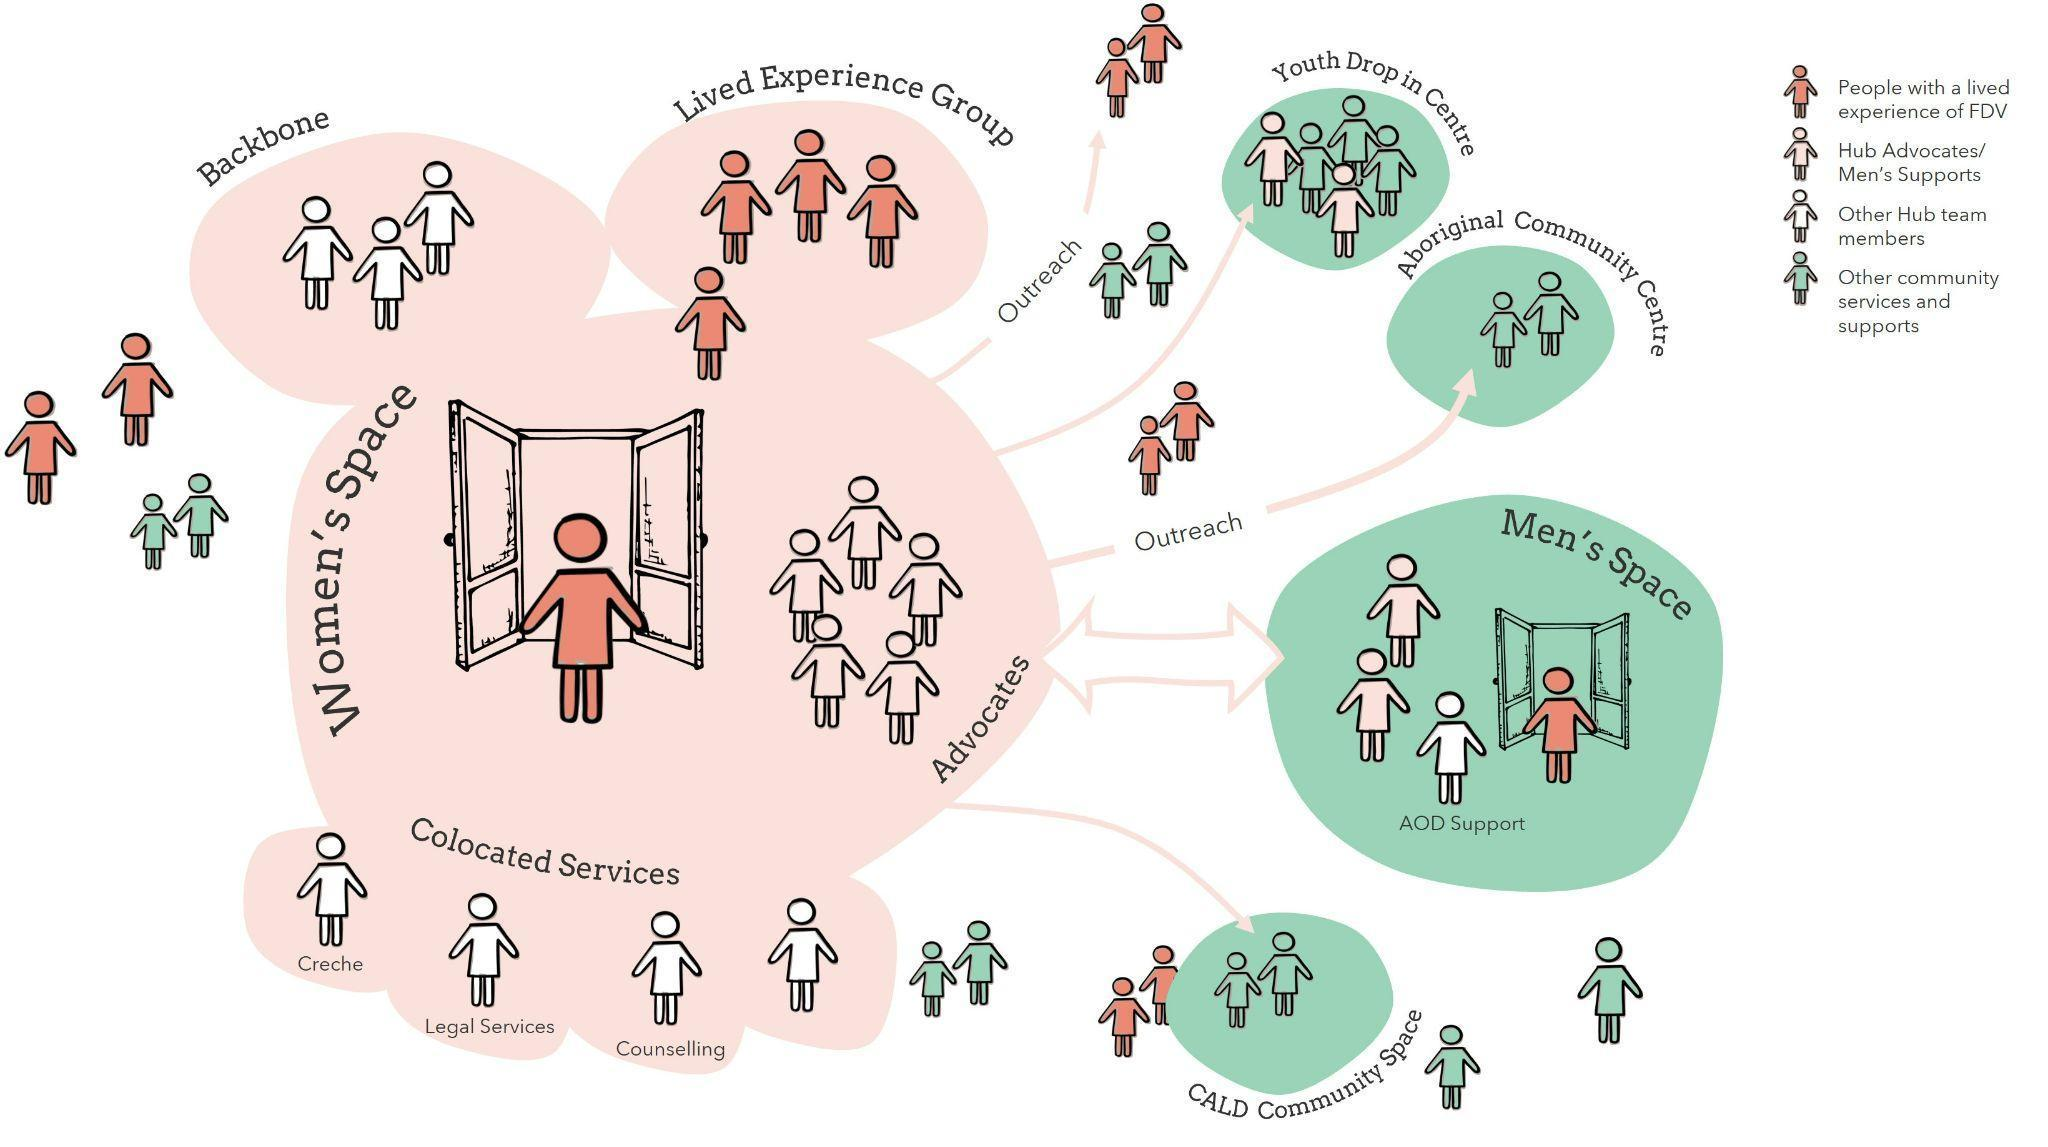 Backbone
Lived Experience Group
Youth Drop in Centre
Aboriginal Community Centre
People with a lived
experience of FDV
Hub Advocates/
Men's Supports
Other Hub team
members
Other community
services and
supports
Outreach
Women's Space
Outreach
Men's Space
Advocates
AOD Support
Colocated Services
Creche
Legal Services
Counselling
CALD Community Space